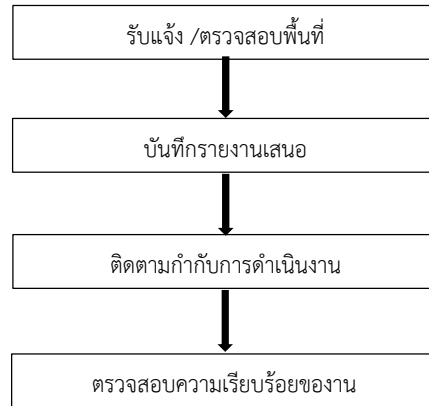 รับแจ้ง /ตรวจสอบพื้นที่
บันทึกรายงานเสนอ
ติดตามกำกับการดำเนินงาน
ตรวจสอบความเรียบร้อยของงาน